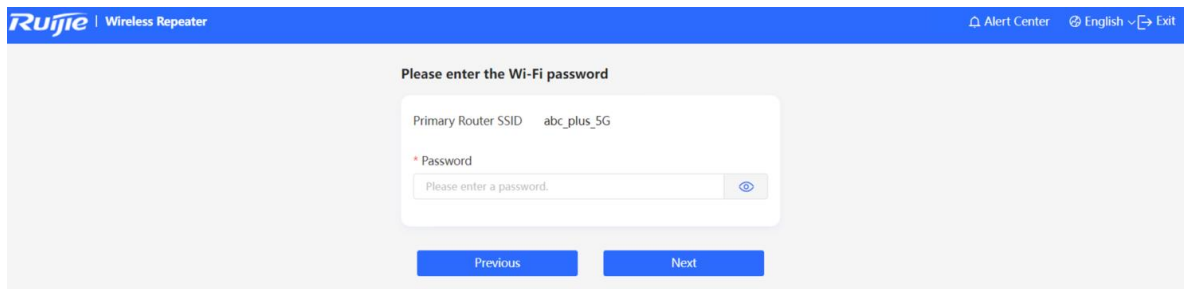 Ruijie | Wireless Repeater Alert Center English Exit
Please enter the Wi-Fi password
Primary Router SSID abc_plus_5G
* Password
Please enter a password.
Previous Next